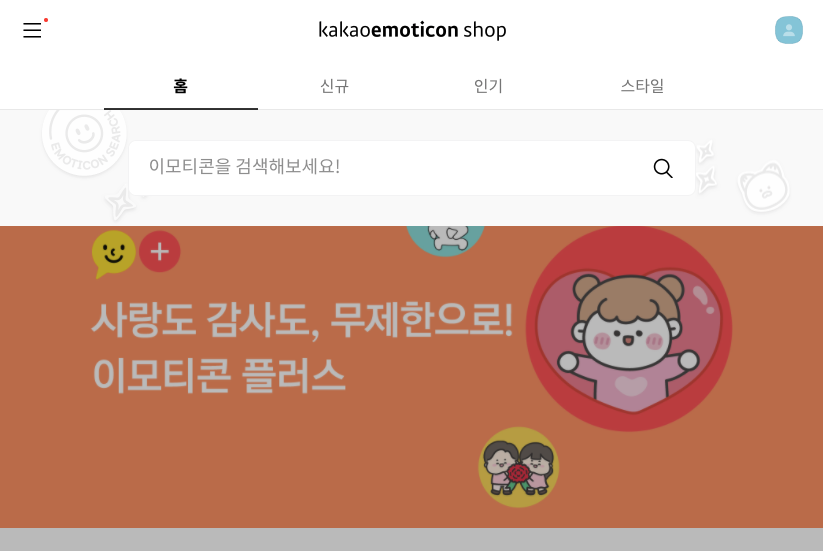 kakaoemoticon shop
홈
신규
인기
스타일
EMOTICON SEARCH
이모티콘을 검색해보세요!
사랑도 감사도, 무제한으로!
이모티콘 플러스